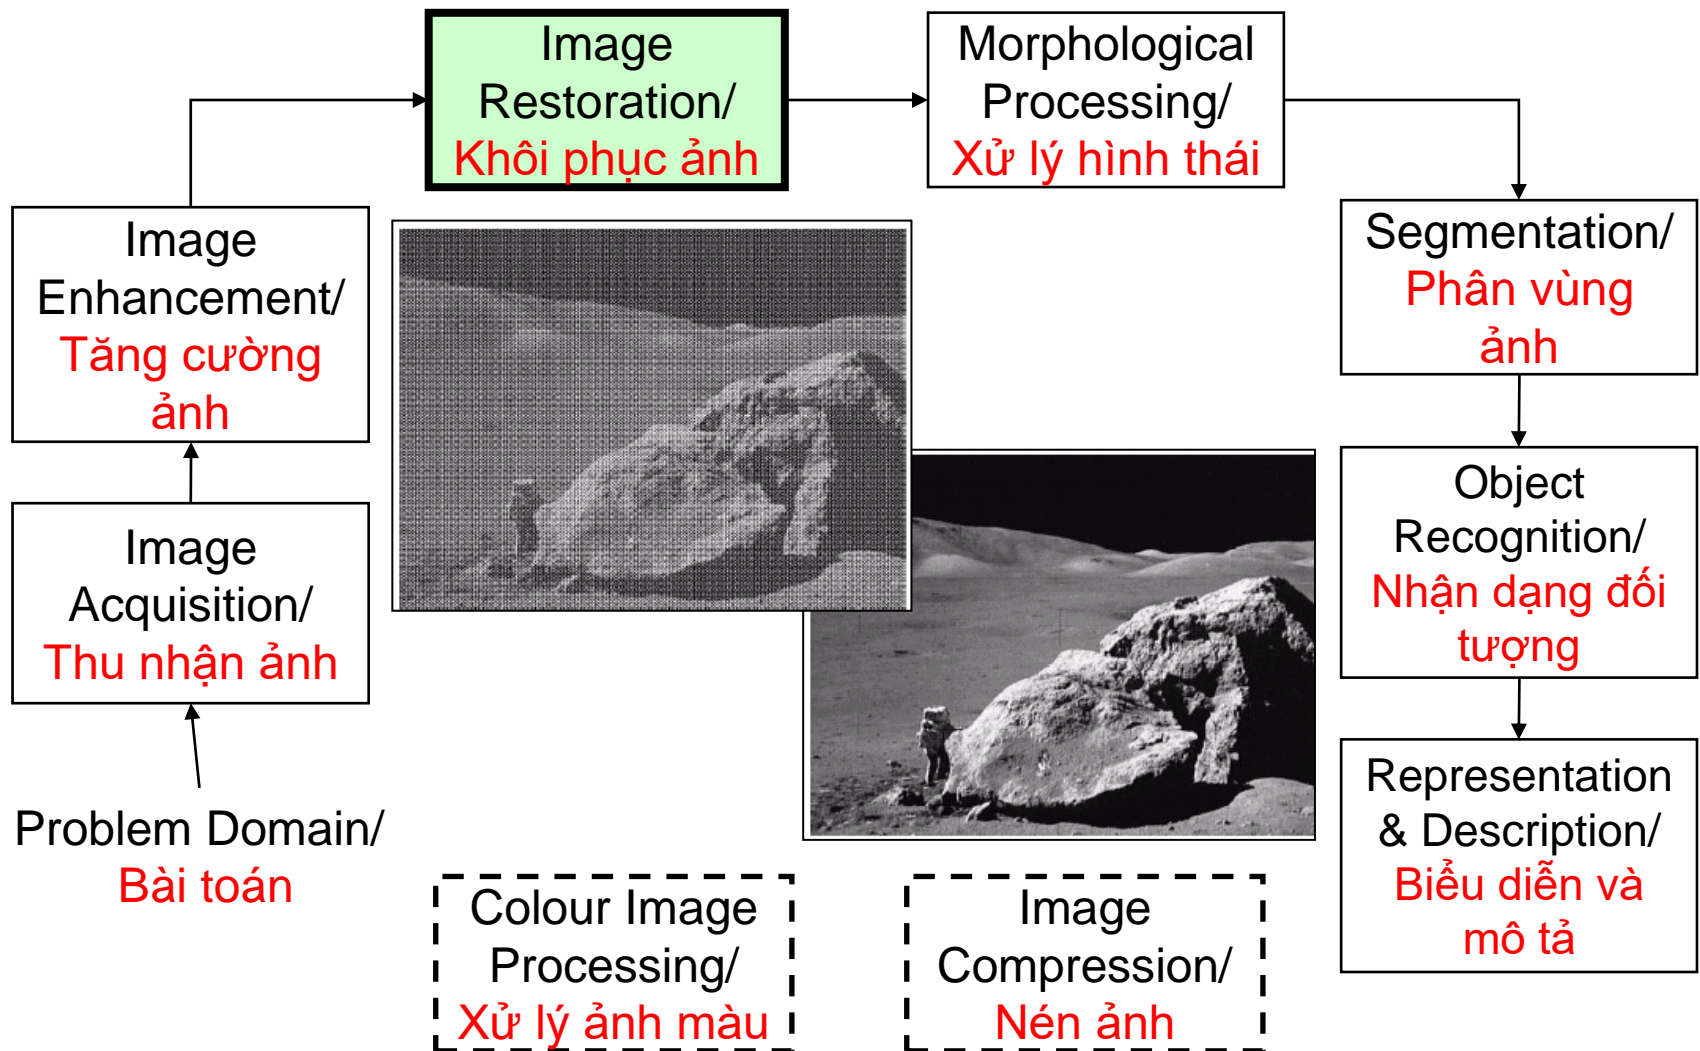 Image
Restoration/
Khôi phục ảnh
Morphological
Processing/
Xử lý hình thái
Image
Enhancement/
Tăng cường
ảnh
Segmentation/
Phân vùng
ảnh
Image
Acquisition/
Thu nhận ảnh
Object
Recognition/
Nhận dạng đối
tượng
Problem Domain/
Bài toán
Representation
& Description/
Biểu diễn và
mô tả
Colour Image
Processing/
Xử lý ảnh màu
Image
Compression/
Nén ảnh